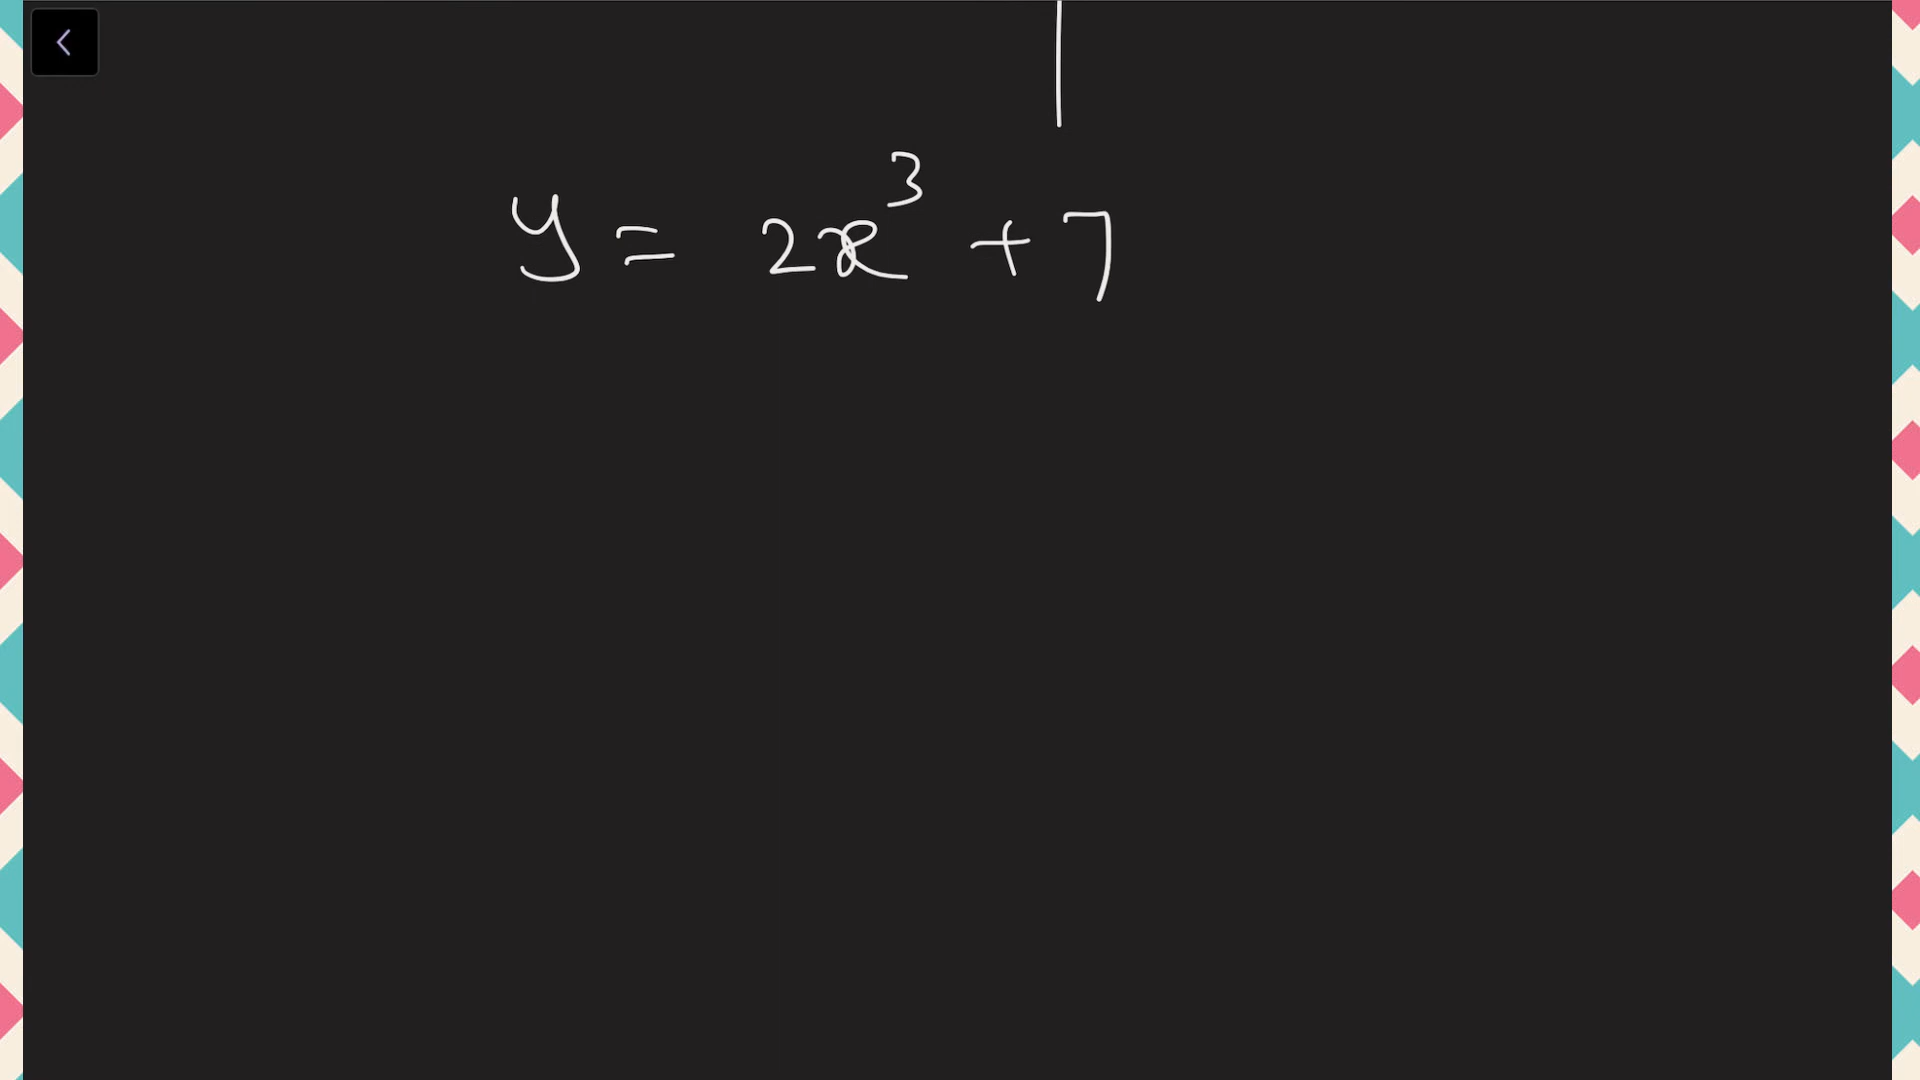 y = 2x³ + 7